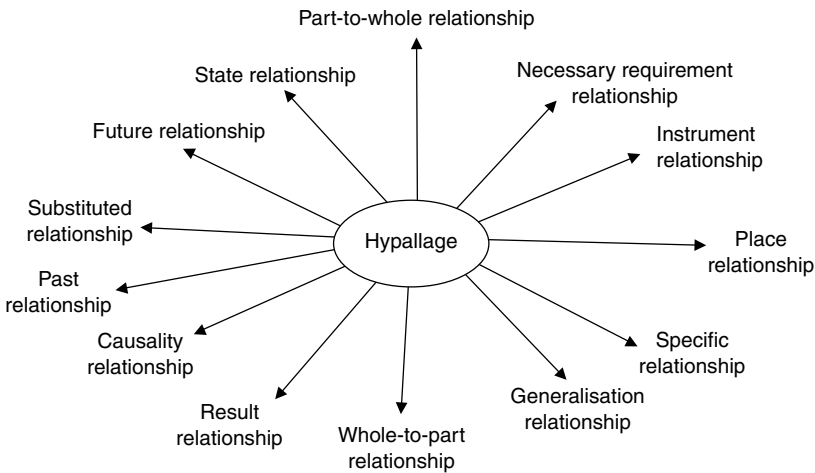 Part-to-whole relationship
State relationship
Necessary requirement
relationship
Future relationship
Instrument
relationship
Substituted
relationship
Hypallage
Place
relationship
Past
relationship
Causality
relationship
Specific
relationship
Result
relationship
Generalisation
relationship
Whole-to-part
relationship